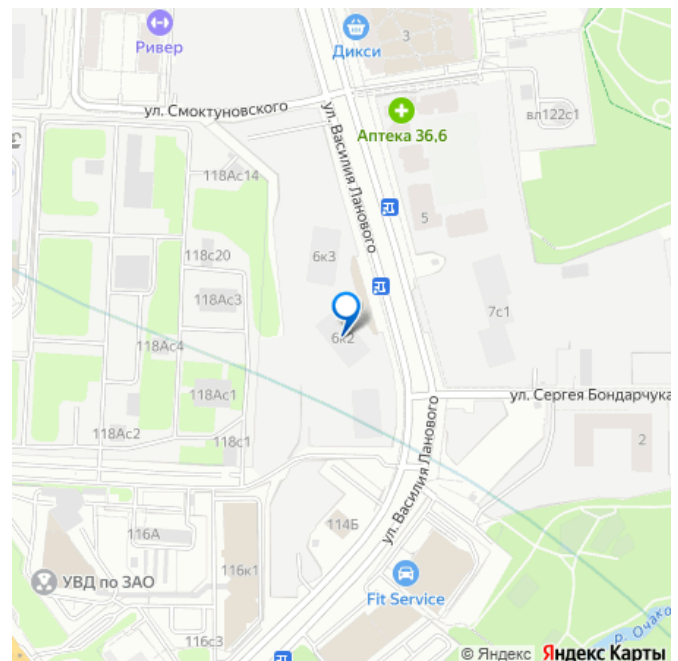 Ривер
Дикси
3
ул. Смоктуновского
Аптека 36,6
вл122с1
ул. Василия Ланового
118Ас14
5
118с20
6к3
118Ас3
7с1
6к2
118Ас4
118Ас1
ул. Сергея Бондарчука
118Ас2
118с1
2
ул. Василия Ланового
116А
114Б
УВД по ЗАО
116к1
Fit Service
р. Очако
116с3
© Яндекс Яндекс Карты